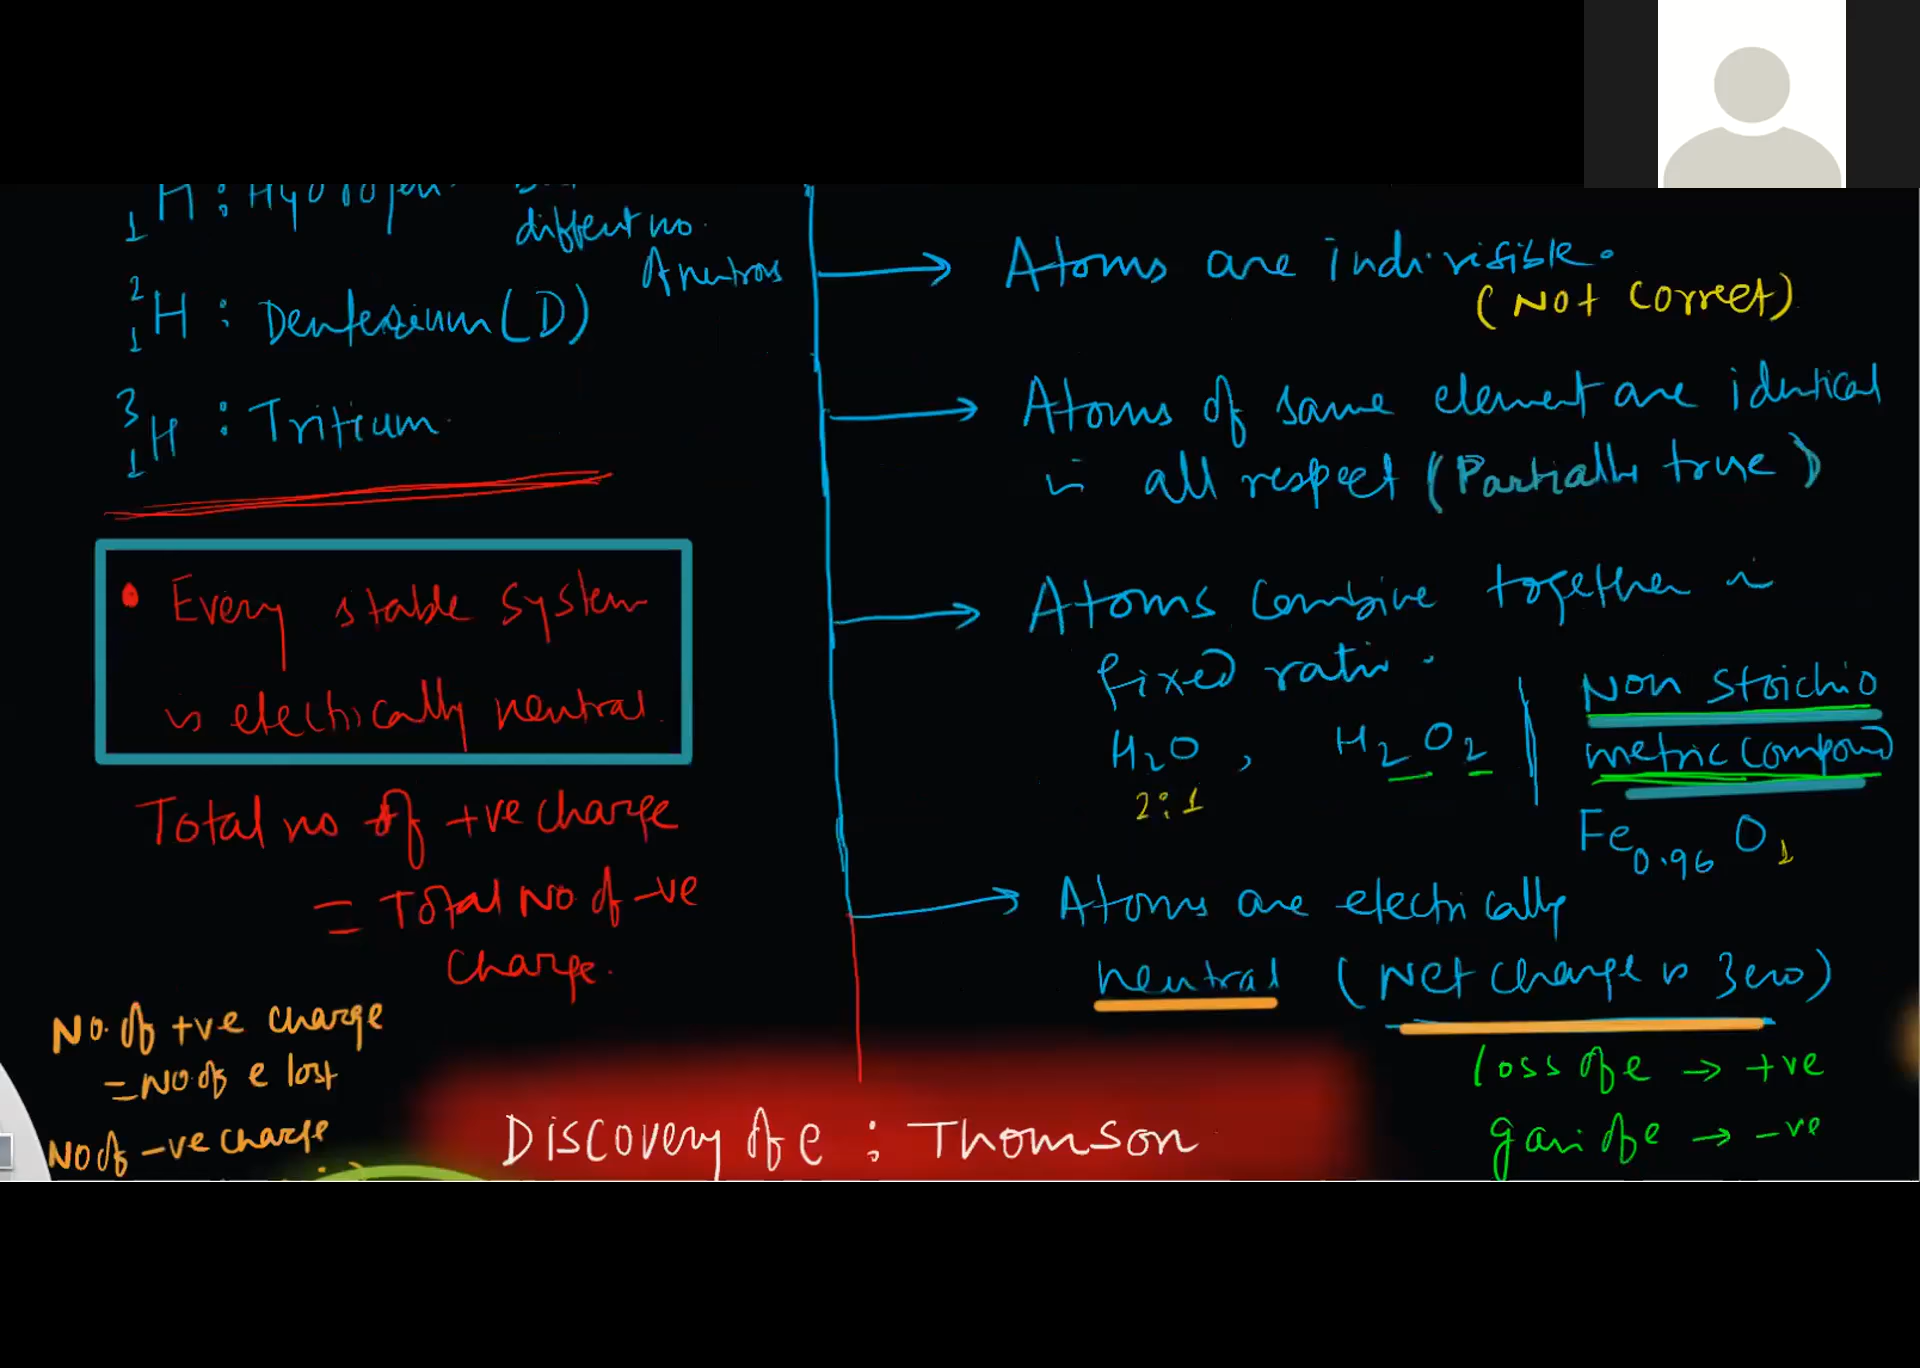 1 H : Hydrogen
different no.
of neutrons
²₁H : Deuterium (D)
³₁H : Tritium
• Every stable system
is electrically neutral.
Total no of +ve charge
= Total No of -ve
charge.
No. of +ve charge
= No. of e lost
No of -ve charge
Atoms are indivisible.
(Not correct)
Atoms of same element are identical
in all respect (Partially true)
Atoms combine together in
fixed ratio.
H₂O , H₂O₂
2:1
Non stoichio
metric compound
Fe₀.₉₆ O₁
Atoms are electrically
neutral (Net charge is zero)
loss of e → +ve
gain of e → -ve
Discovery of e : Thomson